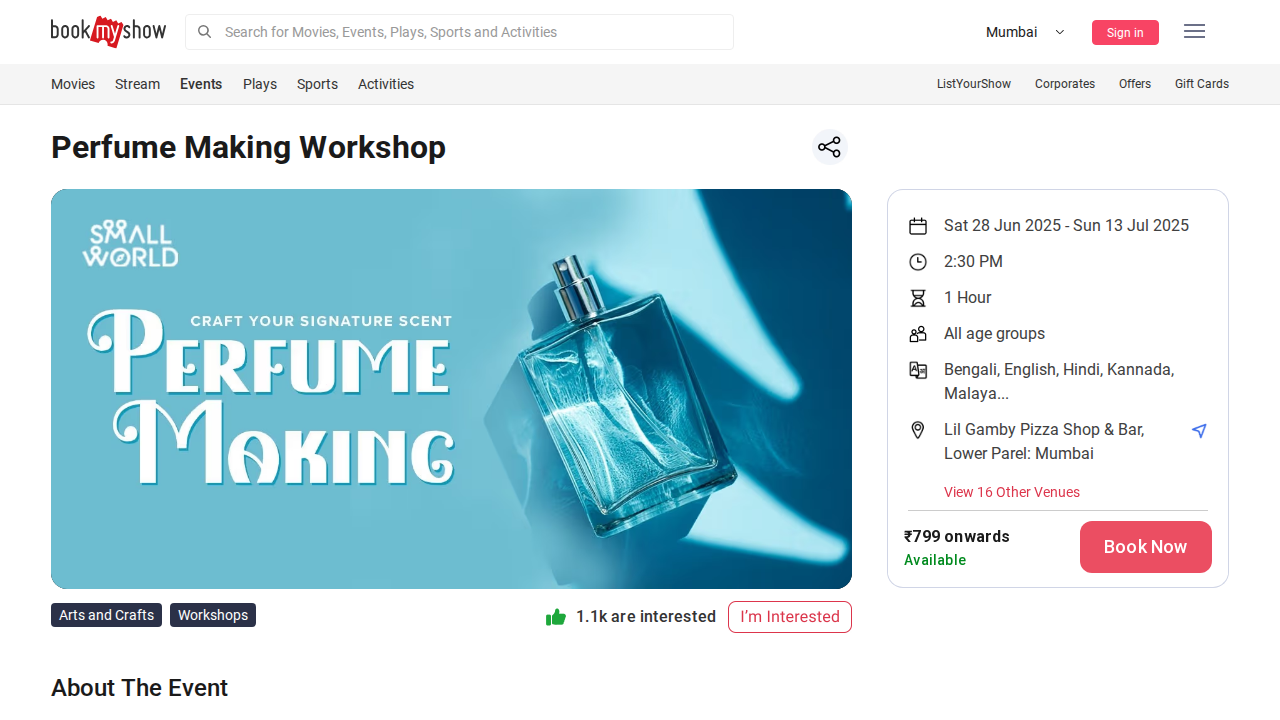 bookmyshow
Search for Movies, Events, Plays, Sports and Activities
Mumbai
Sign in
Movies Stream Events Plays Sports Activities
ListYourShow Corporates Offers Gift Cards
Perfume Making Workshop
SMALL
WORLD
CRAFT YOUR SIGNATURE SCENT
PERFUME
MAKING
Sat 28 Jun 2025 - Sun 13 Jul 2025
2:30 PM
1 Hour
All age groups
Bengali, English, Hindi, Kannada,
Malaya...
Lil Gamby Pizza Shop & Bar,
Lower Parel: Mumbai
View 16 Other Venues
₹799 onwards
Available
Book Now
Arts and Crafts
Workshops
1.1k are interested
I’m Interested
About The Event